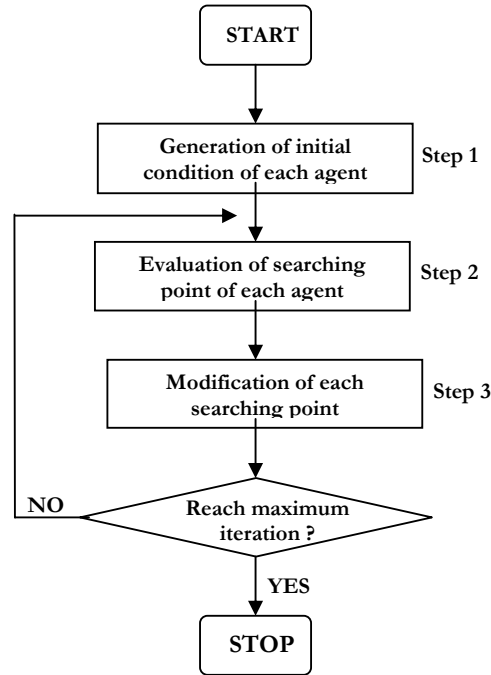 START
Generation of initial
condition of each agent
Step 1
Evaluation of searching
point of each agent
Step 2
Modification of each
searching point
Step 3
Reach maximum
iteration ?
NO
YES
STOP